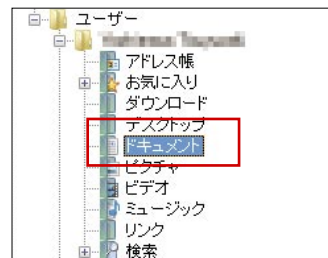 ユーザー
アドレス帳
お気に入り
ダウンロード
デスクトップ
ドキュメント
ピクチャ
ビデオ
ミュージック
リンク
検索